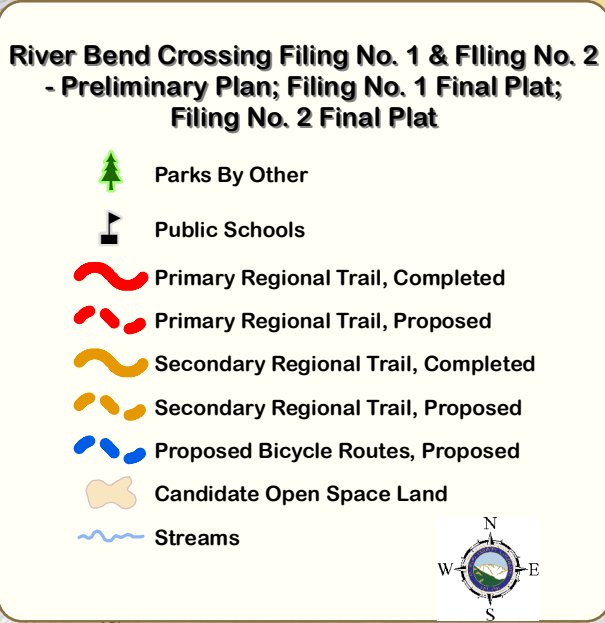 River Bend Crossing Filing No. 1 & FIling No. 2
- Preliminary Plan; Filing No. 1 Final Plat;
Filing No. 2 Final Plat
Parks By Other
Public Schools
Primary Regional Trail, Completed
Primary Regional Trail, Proposed
Secondary Regional Trail, Completed
Secondary Regional Trail, Proposed
Proposed Bicycle Routes, Proposed
Candidate Open Space Land
Streams
N
W E
S